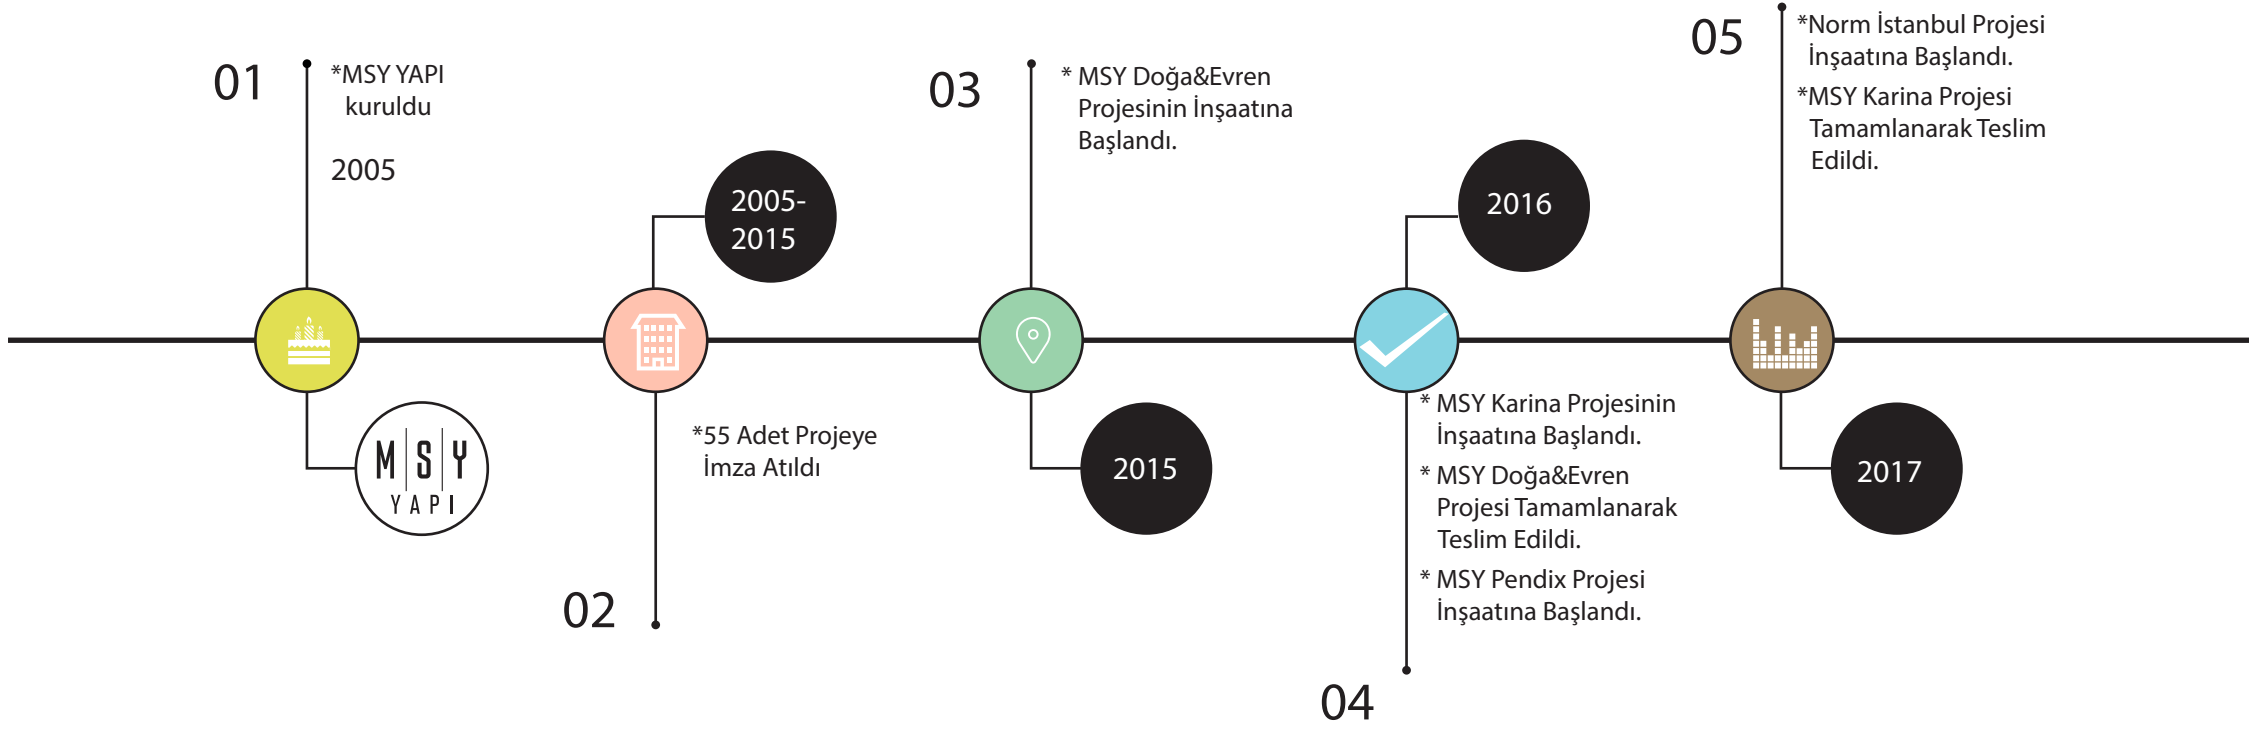 01
*MSY YAPI
kuruldu
2005
M|S|Y
YAPI
2005-
2015
*55 Adet Projeye
İmza Atıldı
02
03
* MSY Doğa&Evren
Projesinin İnşaatına
Başlandı.
2015
2016
* MSY Karina Projesinin
İnşaatına Başlandı.
* MSY Doğa&Evren
Projesi Tamamlanarak
Teslim Edildi.
* MSY Pendix Projesi
İnşaatına Başlandı.
04
05
*Norm İstanbul Projesi
İnşaatına Başlandı.
*MSY Karina Projesi
Tamamlanarak Teslim
Edildi.
2017